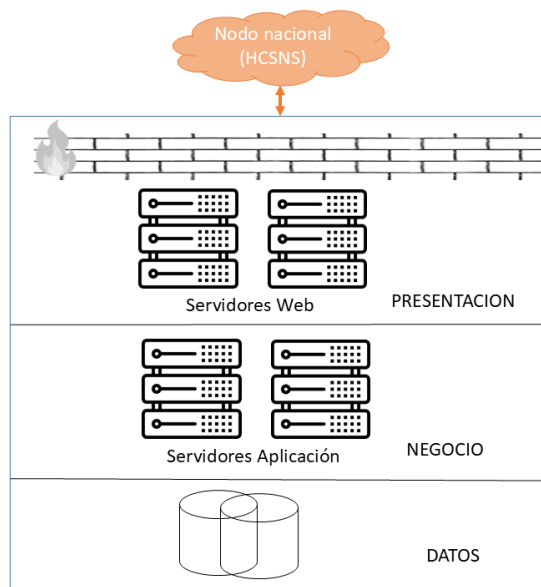 Nodo nacional
(HCSNS)
Servidores Web
PRESENTACION
Servidores Aplicación
NEGOCIO
DATOS